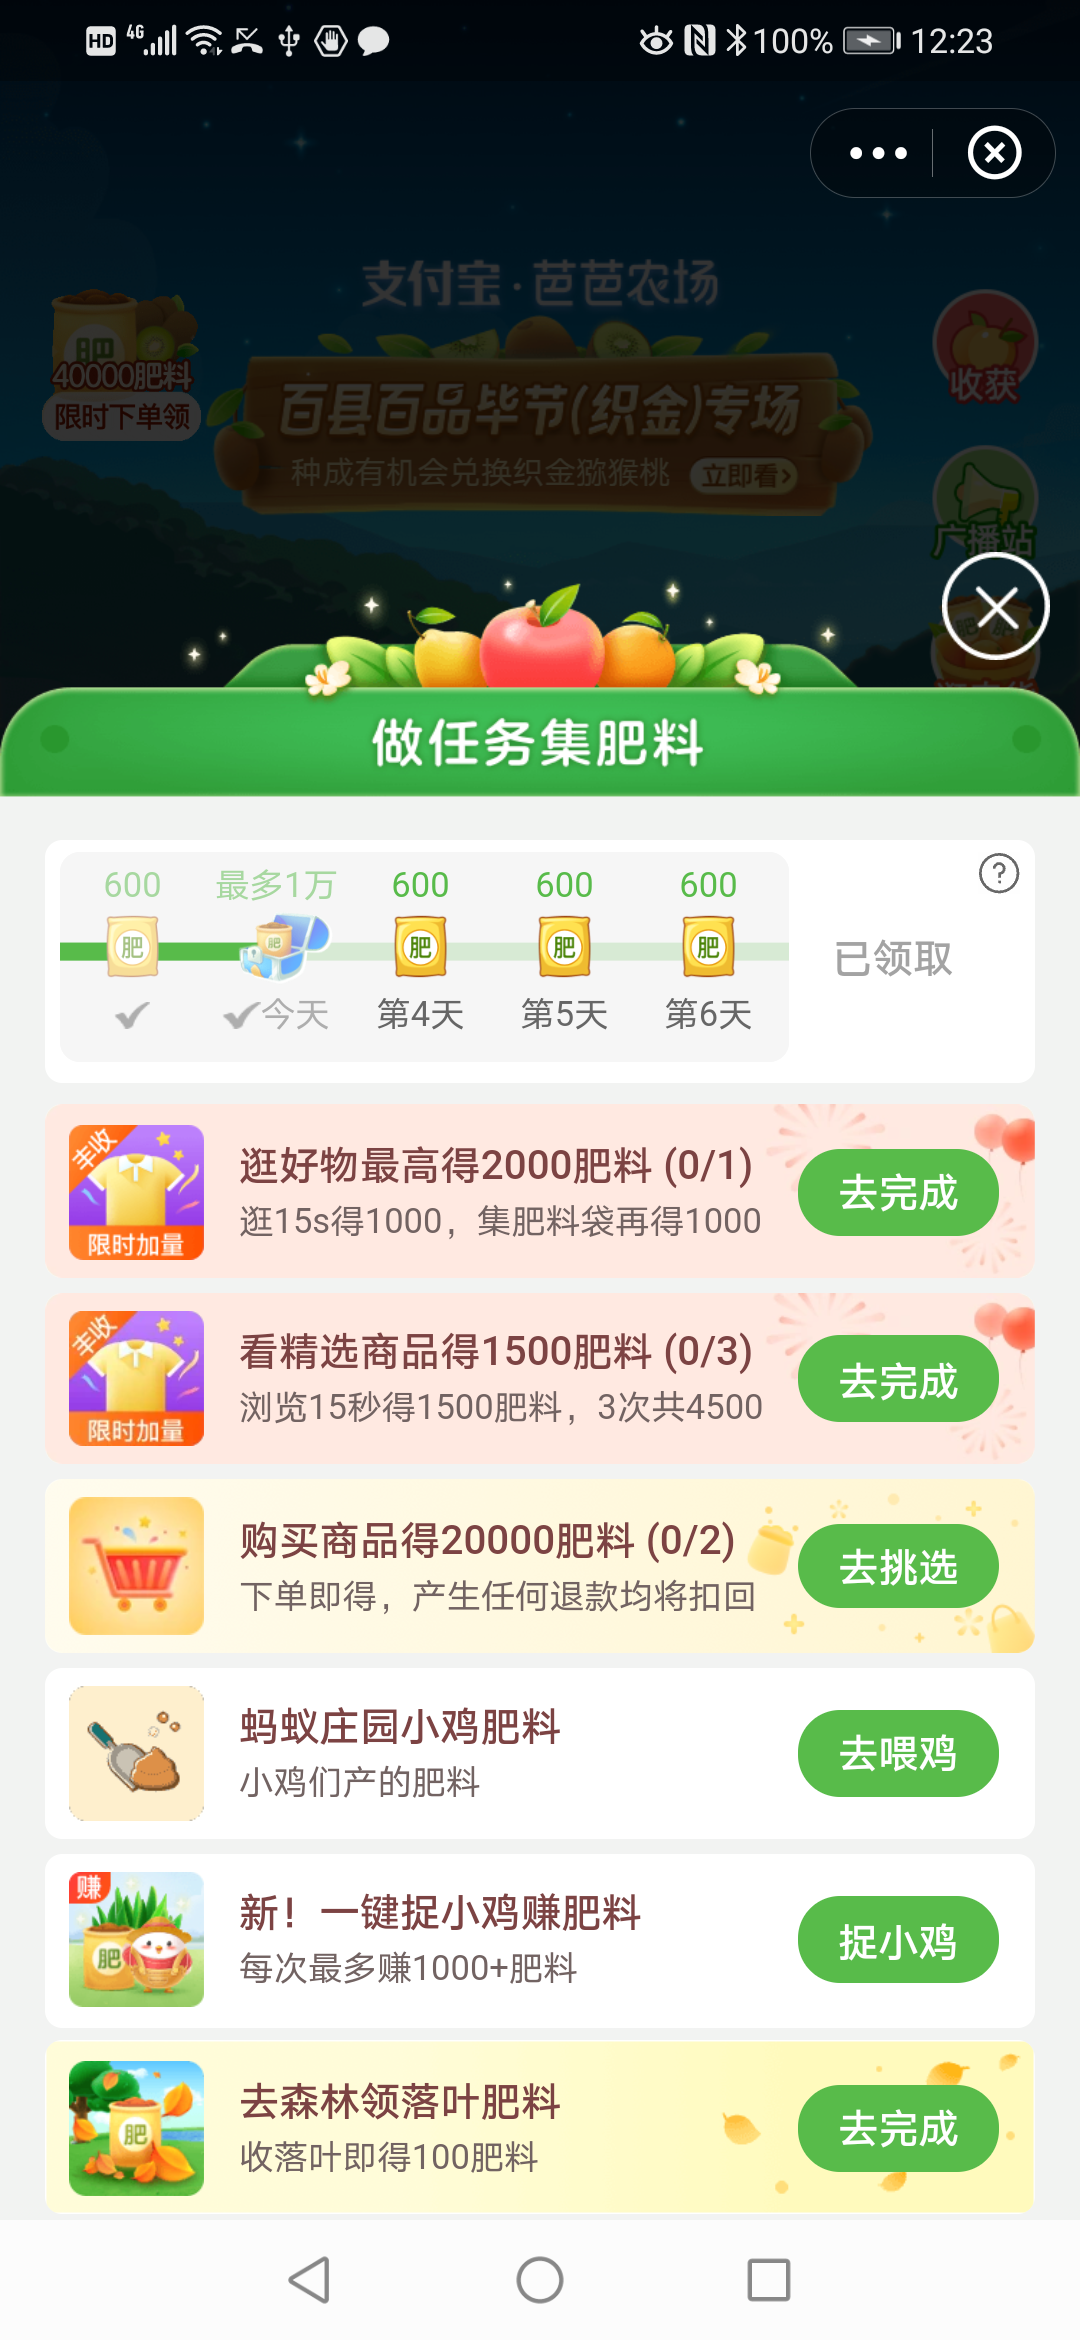 HD 4G 100% 12:23
支付宝·芭芭农场
肥
40000肥料
限时下单领
百县百品毕节(织金)专场
种成有机会兑换织金猕猴桃 立即看>
收获
广播站
做任务集肥料
600 最多1万 600 600 600
?
肥 肥 肥 肥 肥
已领取
今天 第4天 第5天 第6天
丰收
限时加量
逛好物最高得2000肥料 (0/1)
逛15s得1000，集肥料袋再得1000
去完成
丰收
限时加量
看精选商品得1500肥料 (0/3)
浏览15秒得1500肥料，3次共4500
去完成
购买商品得20000肥料 (0/2)
下单即得，产生任何退款均将扣回
去挑选
蚂蚁庄园小鸡肥料
小鸡们产的肥料
去喂鸡
赚
肥
新！一键捉小鸡赚肥料
每次最多赚1000+肥料
捉小鸡
肥
去森林领落叶肥料
收落叶即得100肥料
去完成